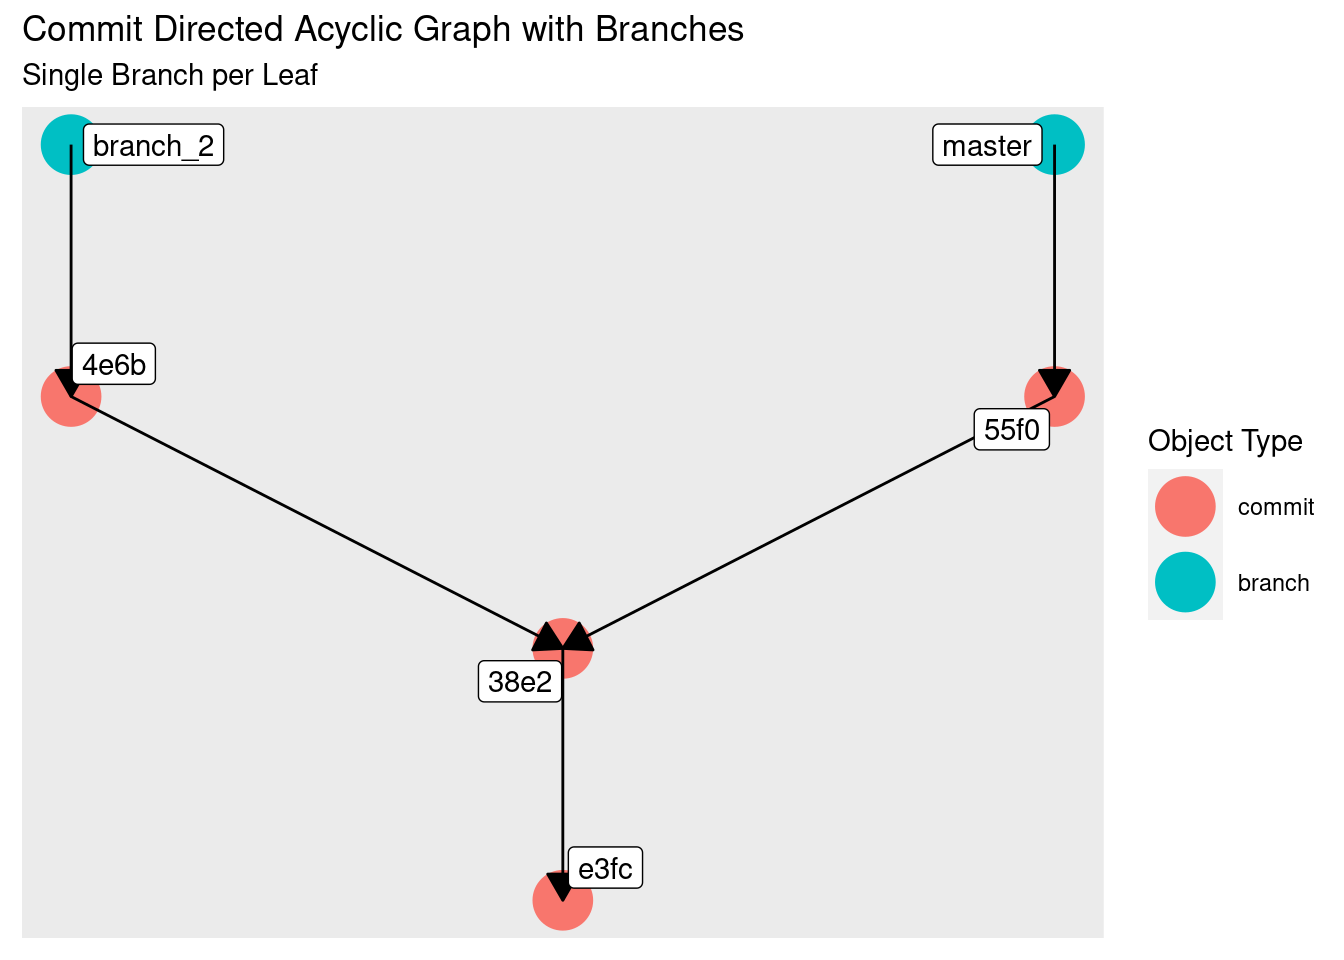 Commit Directed Acyclic Graph with Branches
Single Branch per Leaf
branch_2
master
4e6b
55f0
38e2
e3fc
Object Type
commit
branch